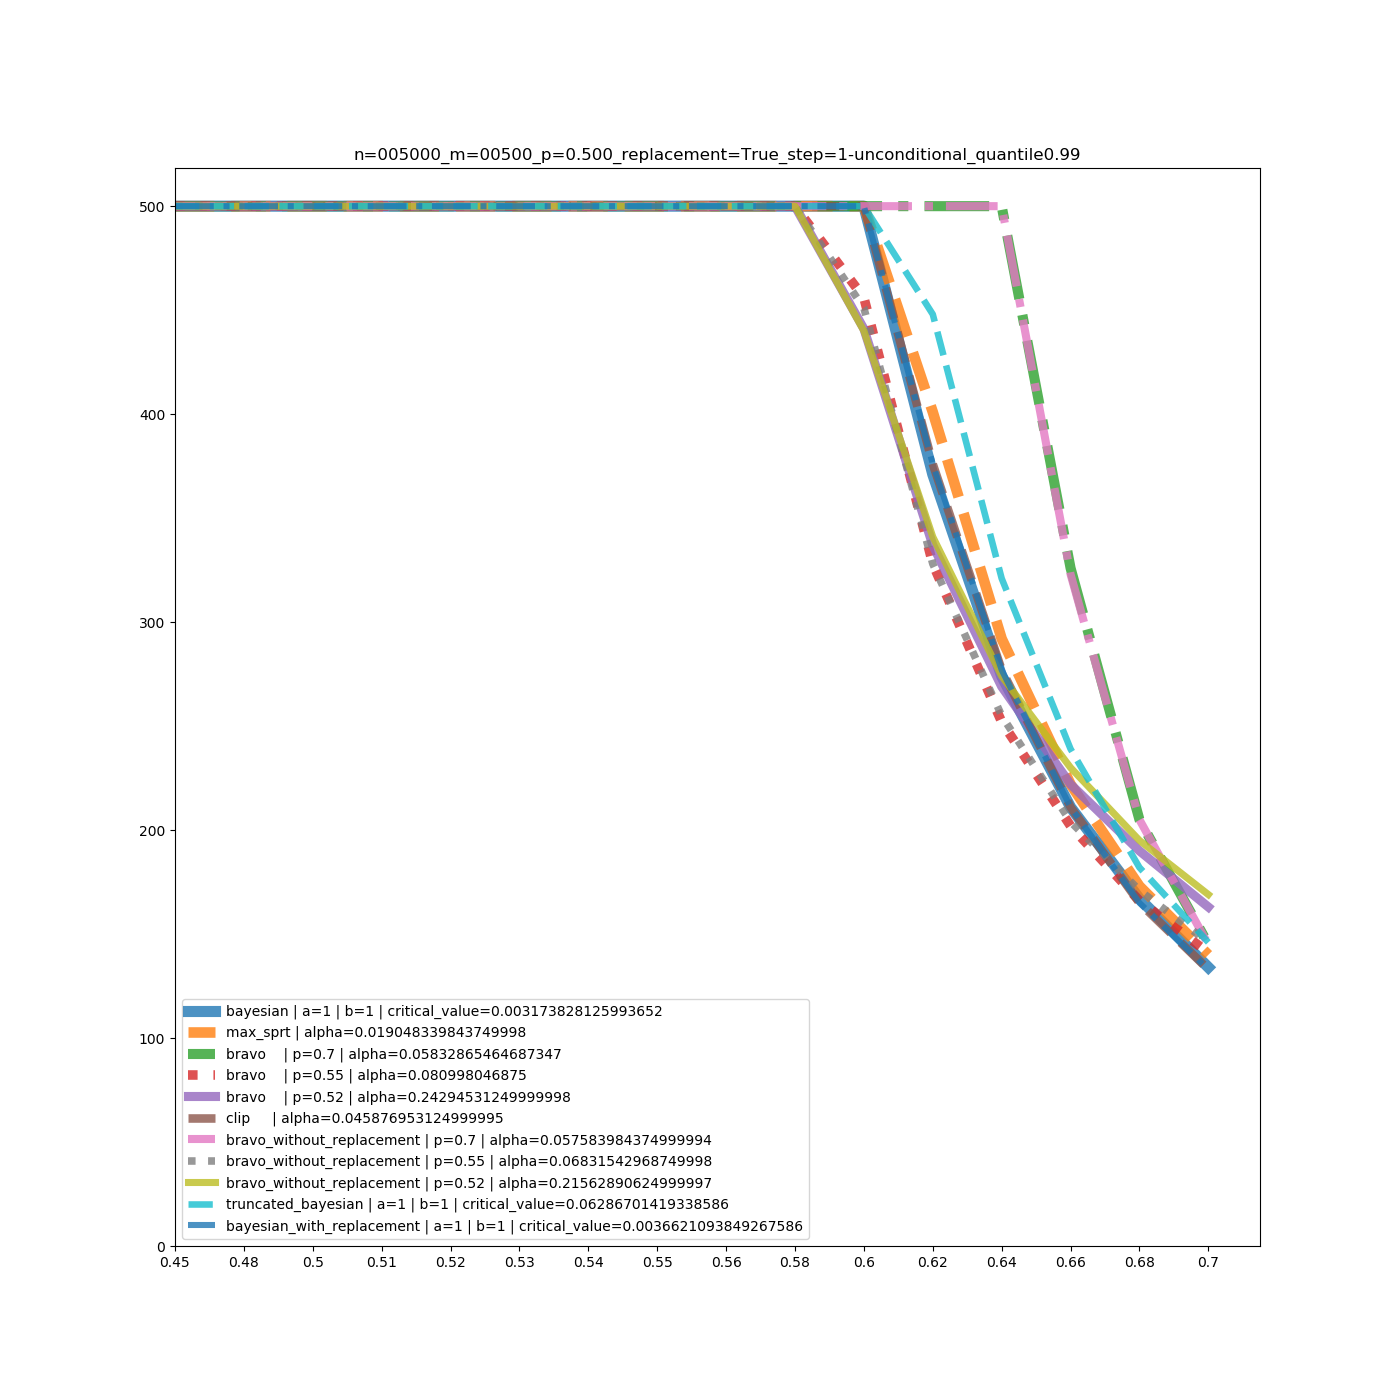 n=005000_m=00500_p=0.500_replacement=True_step=1-unconditional_quantile0.99
500
400
300
200
100
0
bayesian | a=1 | b=1 | critical_value=0.003173828125993652
max_sprt | alpha=0.019048339843749998
bravo    | p=0.7 | alpha=0.05832865464687347
bravo    | p=0.55 | alpha=0.080998046875
bravo    | p=0.52 | alpha=0.24294531249999998
clip     | alpha=0.045876953124999995
bravo_without_replacement | p=0.7 | alpha=0.057583984374999994
bravo_without_replacement | p=0.55 | alpha=0.06831542968749998
bravo_without_replacement | p=0.52 | alpha=0.21562890624999997
truncated_bayesian | a=1 | b=1 | critical_value=0.06286701419338586
bayesian_with_replacement | a=1 | b=1 | critical_value=0.0036621093849267586
0.45 0.48 0.5 0.51 0.52 0.53 0.54 0.55 0.56 0.58 0.6 0.62 0.64 0.66 0.68 0.7